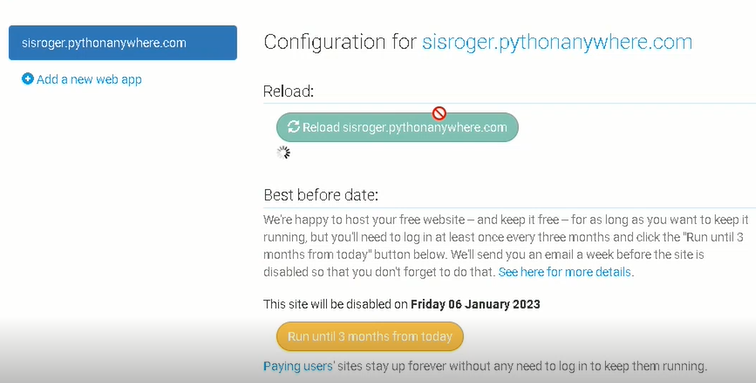 sisroger.pythonanywhere.com
Add a new web app
Configuration for sisroger.pythonanywhere.com
Reload:
Reload sisroger.pythonanywhere.com
Best before date:
We're happy to host your free website – and keep it free – for as long as you want to keep it
running, but you'll need to log in at least once every three months and click the "Run until 3
months from today" button below. We'll send you an email a week before the site is
disabled so that you don't forget to do that. See here for more details.
This site will be disabled on Friday 06 January 2023
Run until 3 months from today
Paying users' sites stay up forever without any need to log in to keep them running.